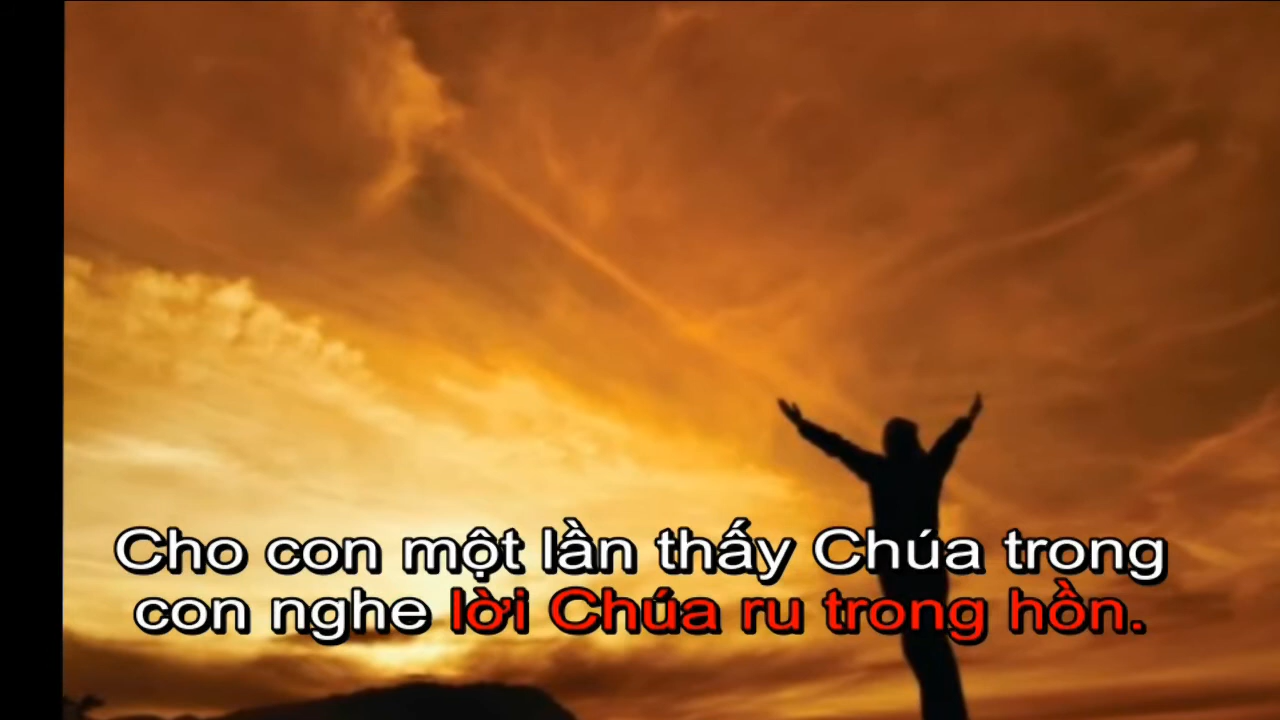 Cho con một lần thấy Chúa trong
con nghe lời Chúa ru trong hồn.